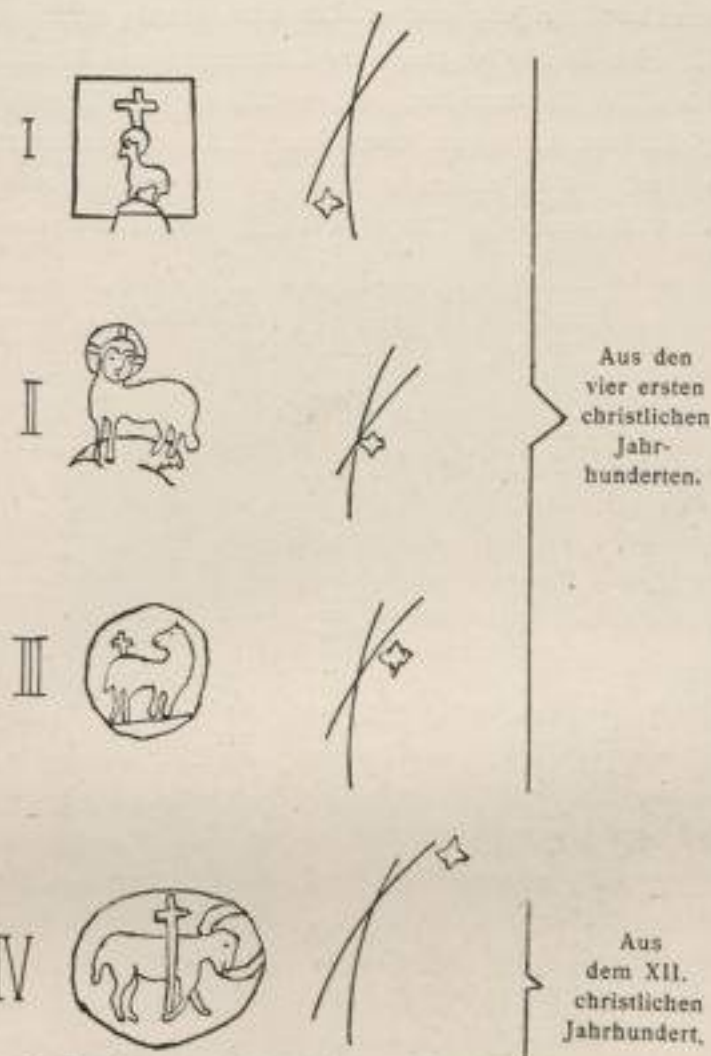 I
II
Aus den
vier ersten
christlichen
Jahr-
hunderten.
III
IV
Aus
dem XII.
christlichen
Jahrhundert,